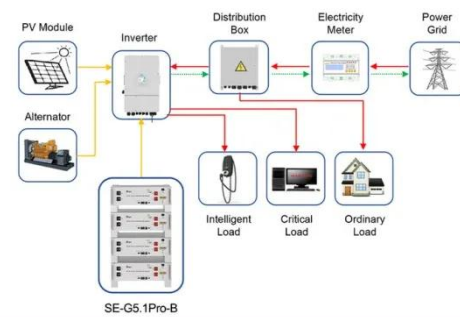 PV Module
Inverter
Distribution
Box
Electricity
Meter
Power
Grid
Alternator
Intelligent
Load
Critical
Load
Ordinary
Load
SE-G5.1Pro-B